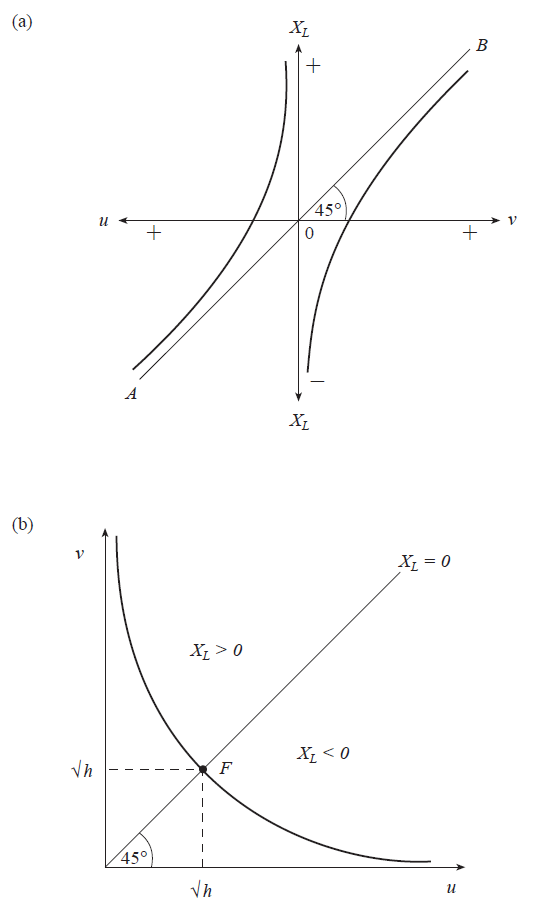 (a)
X_L
+
B
45°
u
+
0
+
v
A
−
X_L
(b)
v
X_L = 0
X_L > 0
X_L < 0
√h
F
45°
√h
u